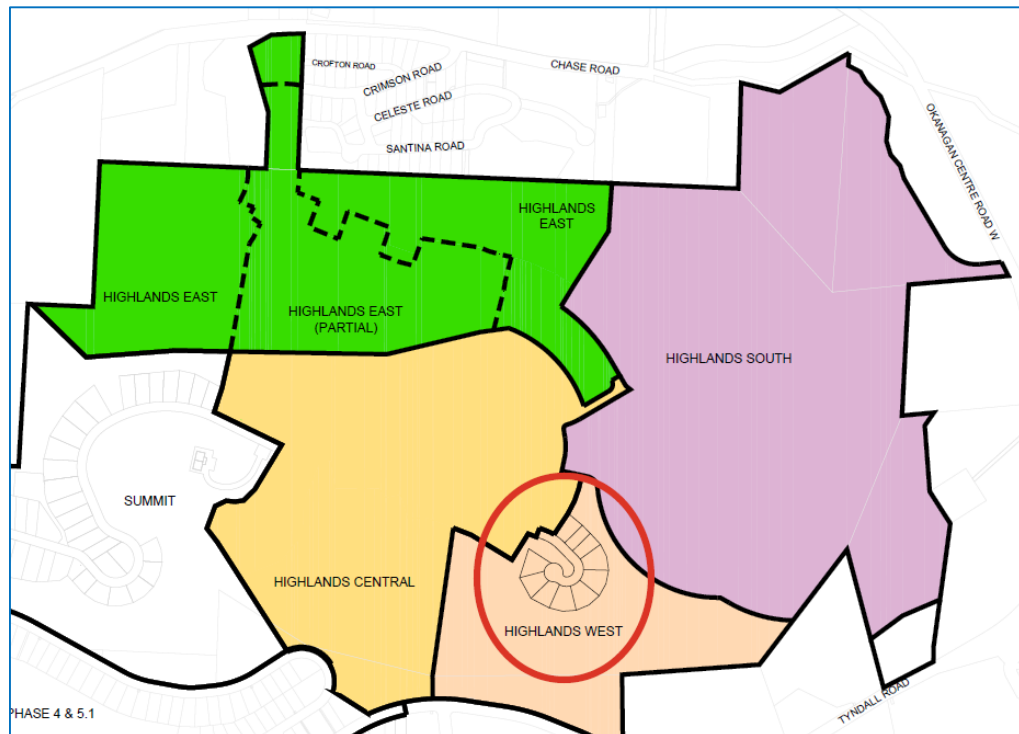 CROFTON ROAD
CRIMSON ROAD
CHASE ROAD
CELESTE ROAD
SANTINA ROAD
OKANAGAN CENTRE ROAD W
HIGHLANDS
EAST
HIGHLANDS EAST
HIGHLANDS EAST
(PARTIAL)
HIGHLANDS SOUTH
SUMMIT
HIGHLANDS CENTRAL
HIGHLANDS WEST
TYNDALL ROAD
PHASE 4 & 5.1